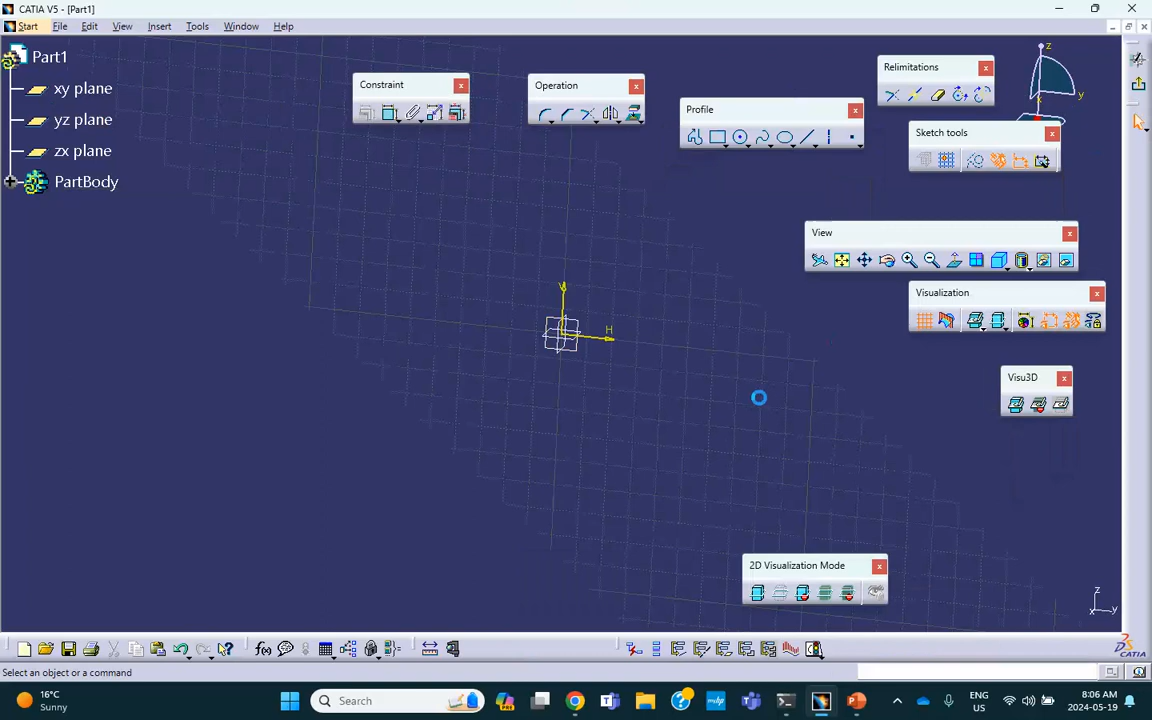 CATIA V5 - [Part1]
Start File Edit View Insert Tools Window Help
Part1
xy plane
yz plane
zx plane
PartBody
Constraint
Operation
Profile
Relimitations
Sketch tools
View
Visualization
Visu3D
2D Visualization Mode
V
H
z
y
x
z
x y
CATIA
Select an object or a command
16°C
Sunny
Search
ENG
US
8:06 AM
2024-05-19